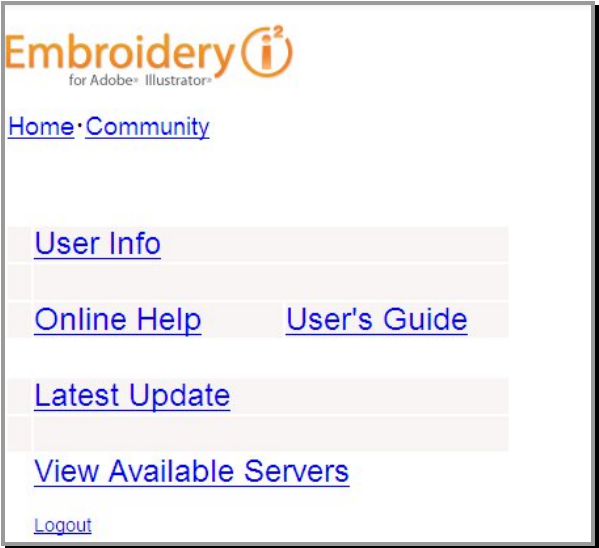 Embroidery i²
for Adobe® Illustrator®
Home·Community
User Info
Online Help User's Guide
Latest Update
View Available Servers
Logout